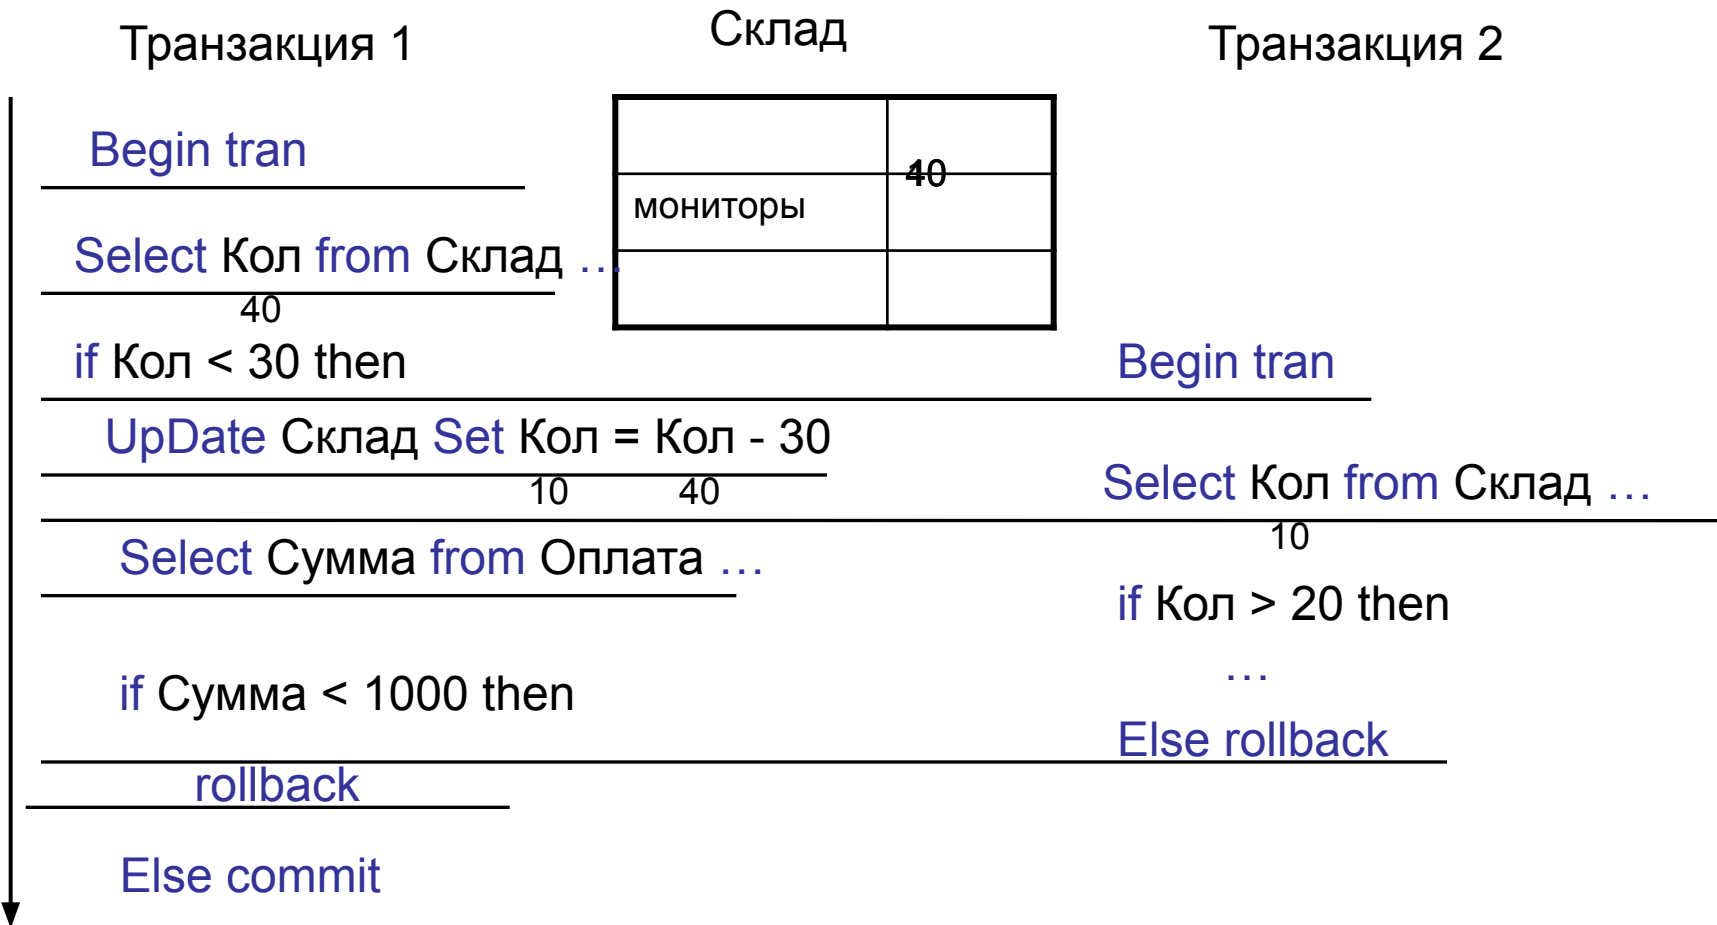 Транзакция 1
Склад
Транзакция 2
Begin tran
40
мониторы
Select Кол from Склад …
40
if Кол < 30 then
Begin tran
UpDate Склад Set Кол = Кол - 30
10 40
Select Кол from Склад …
10
Select Сумма from Оплата …
if Кол > 20 then
…
if Сумма < 1000 then
Else rollback
rollback
Else commit